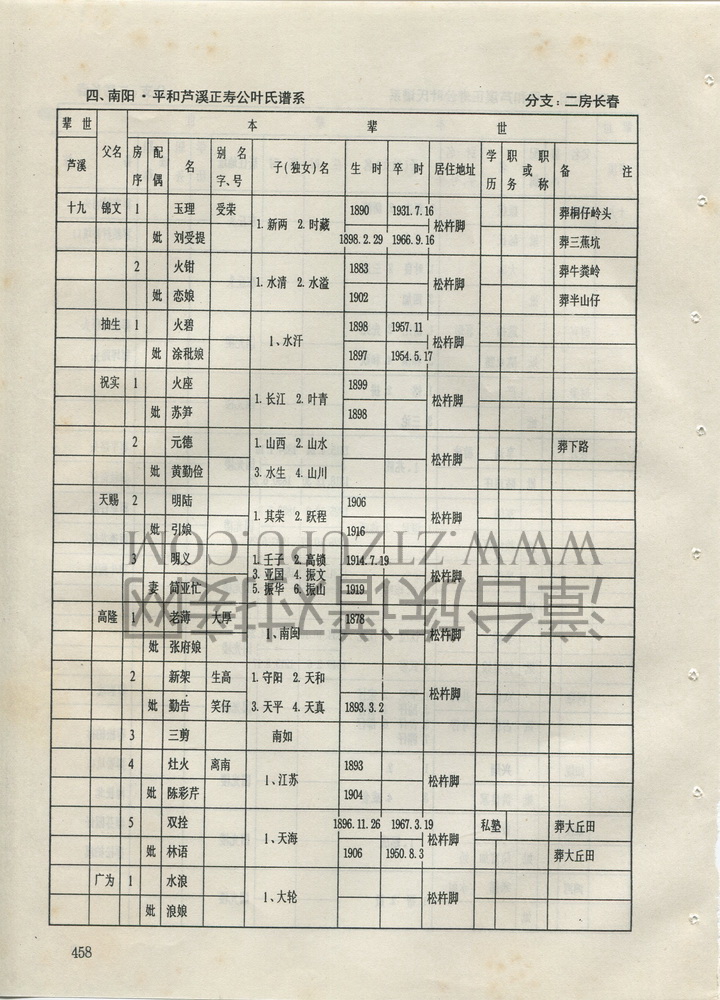 四、南阳·平和芦溪正寿公叶氏谱系 分支：二房长春
辈世 本 辈 世
芦溪 父名 房序 配偶 名 别名字、号 子(独女)名 生时 卒时 居住地址 学历 职务或职称 备注
十九 锦文 1 玉理 受荣 1.新两 2.时藏 1890 1931.7.16 松杵脚 葬桐仔岭头
妣 刘受提 1898.2.29 1966.9.16 葬三蕉坑
2 火钳 1.水清 2.水溢 1883 松杵脚 葬牛粪岭
妣 恋娘 1902 葬半山仔
抽生 1 火碧 1、水汗 1898 1957.11 松杵脚
妣 涂秕娘 1897 1954.5.17
祝实 1 火座 1.长江 2.叶青 1899 松杵脚
妣 苏笋 1898
2 元德 1.山西 2.山水 松杵脚 葬下路
妣 黄勤俭 3.水生 4.山川
天赐 2 明陆 1.其荣 2.跃程 1906 松杵脚
妣 引娘 1916
3 明义 1.壬子 2.高锁 1914.7.19 松杵脚
3.亚国 4.振文
妻 简亚忙 5.振华 6.振山 1919
高隆 1 老薄 大厚 1、南闽 1878 松杵脚
妣 张府娘
2 新架 生高 1.守阳 2.天和 松杵脚
妣 勤告 笑仔 3.天平 4.天真 1893.3.2
3 三剪 南如
4 灶火 离南 1、江苏 1893 松杵脚
妣 陈彩芹 1904
5 双拴 1、天海 1896.11.26 1967.3.19 松杵脚 私塾 葬大丘田
妣 林语 1906 1950.8.3 葬大丘田
广为 1 水浪 1、大轮 松杵脚
妣 浪娘
458
WWW.ZTZUPU.COM
漳台族谱对接网